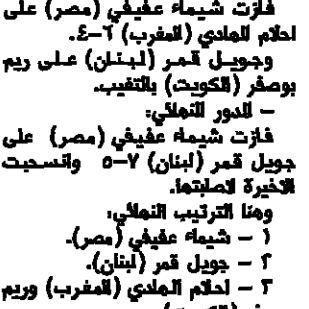 فازت شيماء عفيفي (مصر) على
احلام الهادي (المغرب) ٦–٤.
وجويل قمر (لبنان) على ريم
بوصفر (الكويت) بالتغيب.
– الدور النهائي:
فازت شيماء عفيفي (مصر) على
جويل قمر (لبنان) ٧–٥ وانسحبت
الاخيرة لاصابتها.
وهنا الترتيب النهائي:
١ – شيماء عفيفي (مصر).
٢ – جويل قمر (لبنان).
٣ – احلام الهادي (المغرب) وريم